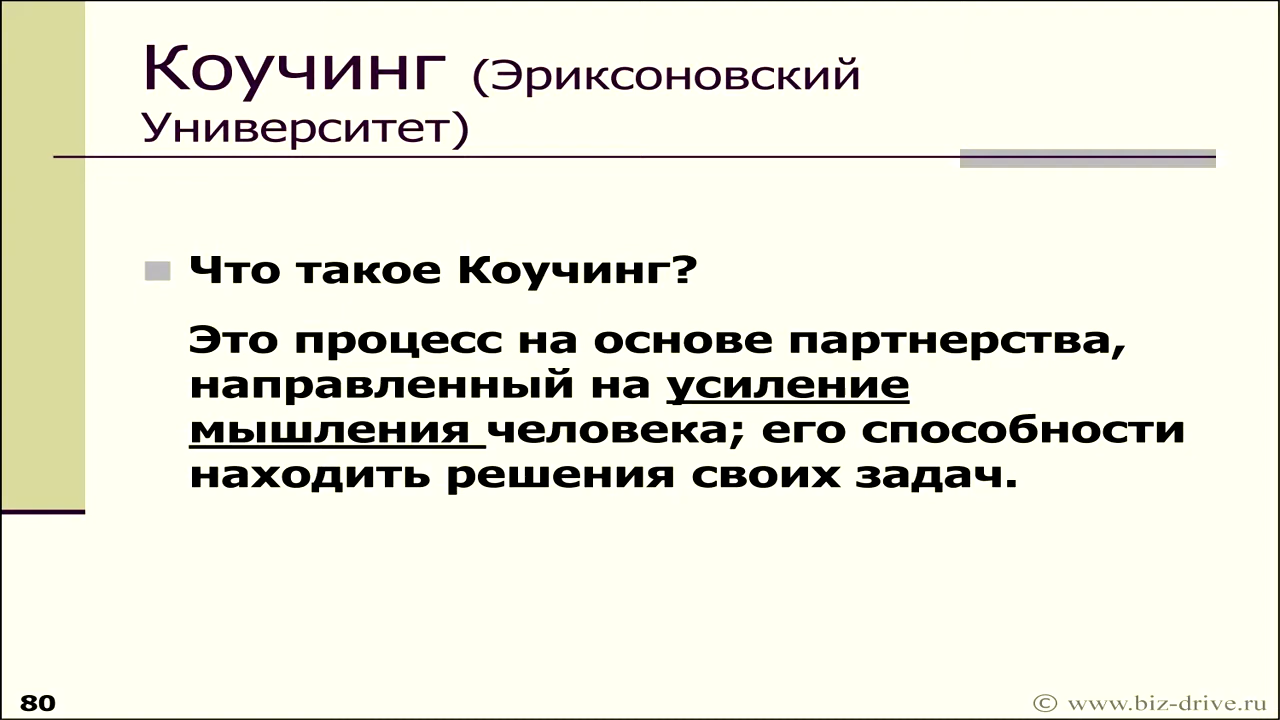 Коучинг (Эриксоновский
Университет)
Что такое Коучинг?
Это процесс на основе партнерства,
направленный на усиление
мышления человека; его способности
находить решения своих задач.
80
© www.biz-drive.ru